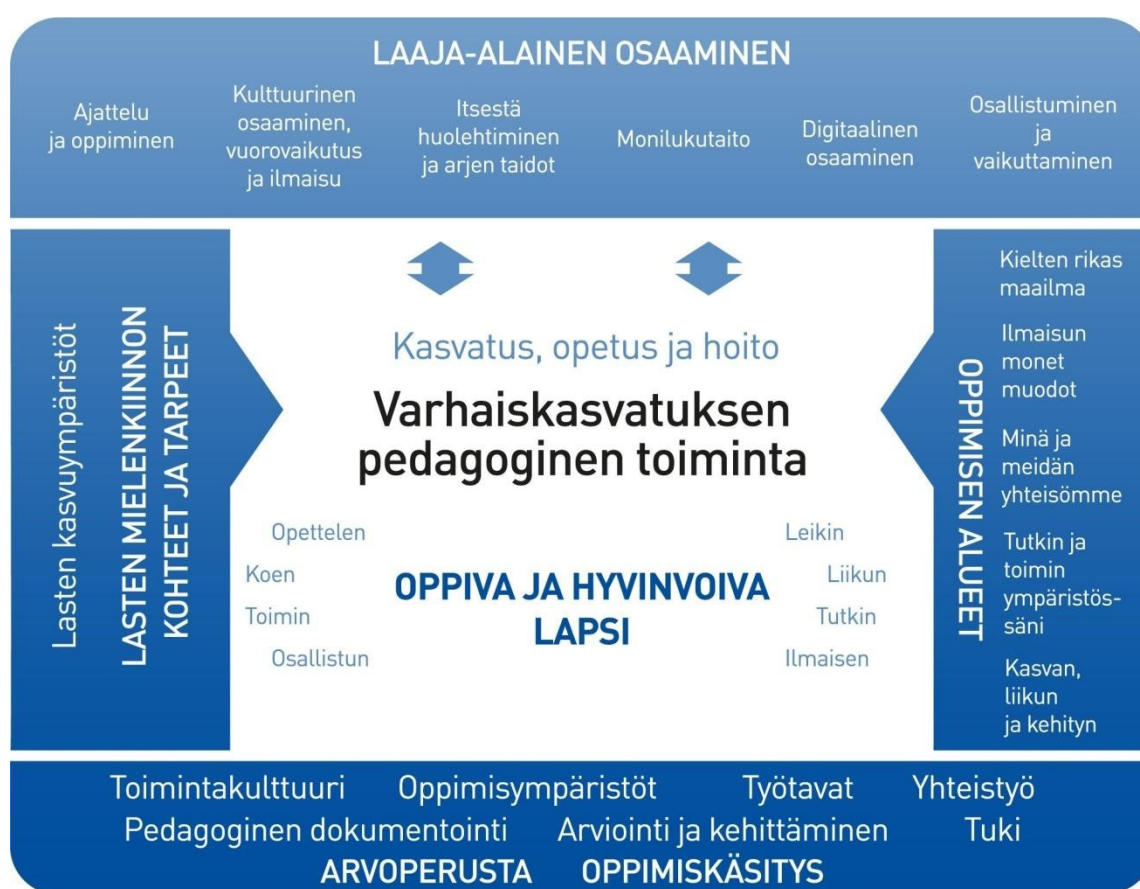 LAAJA-ALAINEN OSAAMINEN
Ajattelu
ja oppiminen
Kulttuurinen
osaaminen,
vuorovaikutus
ja ilmaisu
Itsestä
huolehtiminen
ja arjen taidot
Monilukutaito
Digitaalinen
osaaminen
Osallistuminen
ja
vaikuttaminen
Lasten kasvuympäristöt
LASTEN MIELENKIINNON
KOHTEET JA TARPEET
Kasvatus, opetus ja hoito
Varhaiskasvatuksen
pedagoginen toiminta
Opettelen
Koen
Toimin
Osallistun
OPPIVA JA HYVINVOIVA
LAPSI
Leikin
Liikun
Tutkin
Ilmaisen
OPPIMISEN ALUEET
Kielten rikas
maailma
Ilmaisun
monet
muodot
Minä ja
meidän
yhteisömme
Tutkin ja
toimin
ympäristös-
säni
Kasvan,
liikun
ja kehityn
Toimintakulttuuri Oppimisympäristöt Työtavat Yhteistyö
Pedagoginen dokumentointi Arviointi ja kehittäminen Tuki
ARVOPERUSTA OPPIMISKÄSITYS